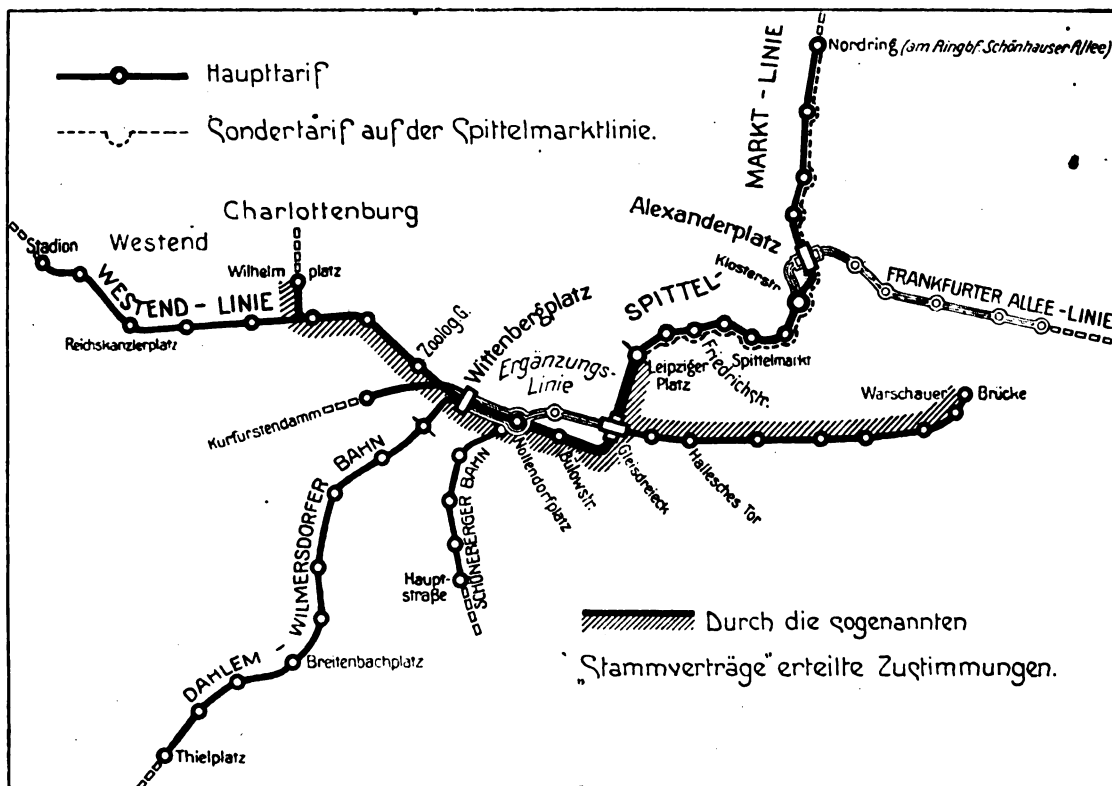 Nordring (am Ringbf. Schönhauser Allee)
Haupttarif
Sondertarif auf der Spittelmarktlinie.
MARKT - LINIE
Alexanderplatz
Charlottenburg
Westend
Stadion
Wilhelm platz
WESTEND - LINIE
Reichskanzlerplatz
Klosterstr.
FRANKFURTER ALLEE - LINIE
SPITTEL-
Zoolog. G.
Wittenbergplatz
Ergänzungs-
Linie
Leipziger
Platz
Friedrichstr.
Spittelmarkt
Warschauer Brücke
Kurfürstendamm
Nollendorfplatz
Bülowstr.
Gleisdreieck
Hallesches Tor
DAHLEM - WILMERSDORFER BAHN
SCHÖNEBERGER BAHN
Haupt-
straße
Breitenbachplatz
Thielplatz
Durch die sogenannten
„Stammverträge" erteilte Zustimmungen.